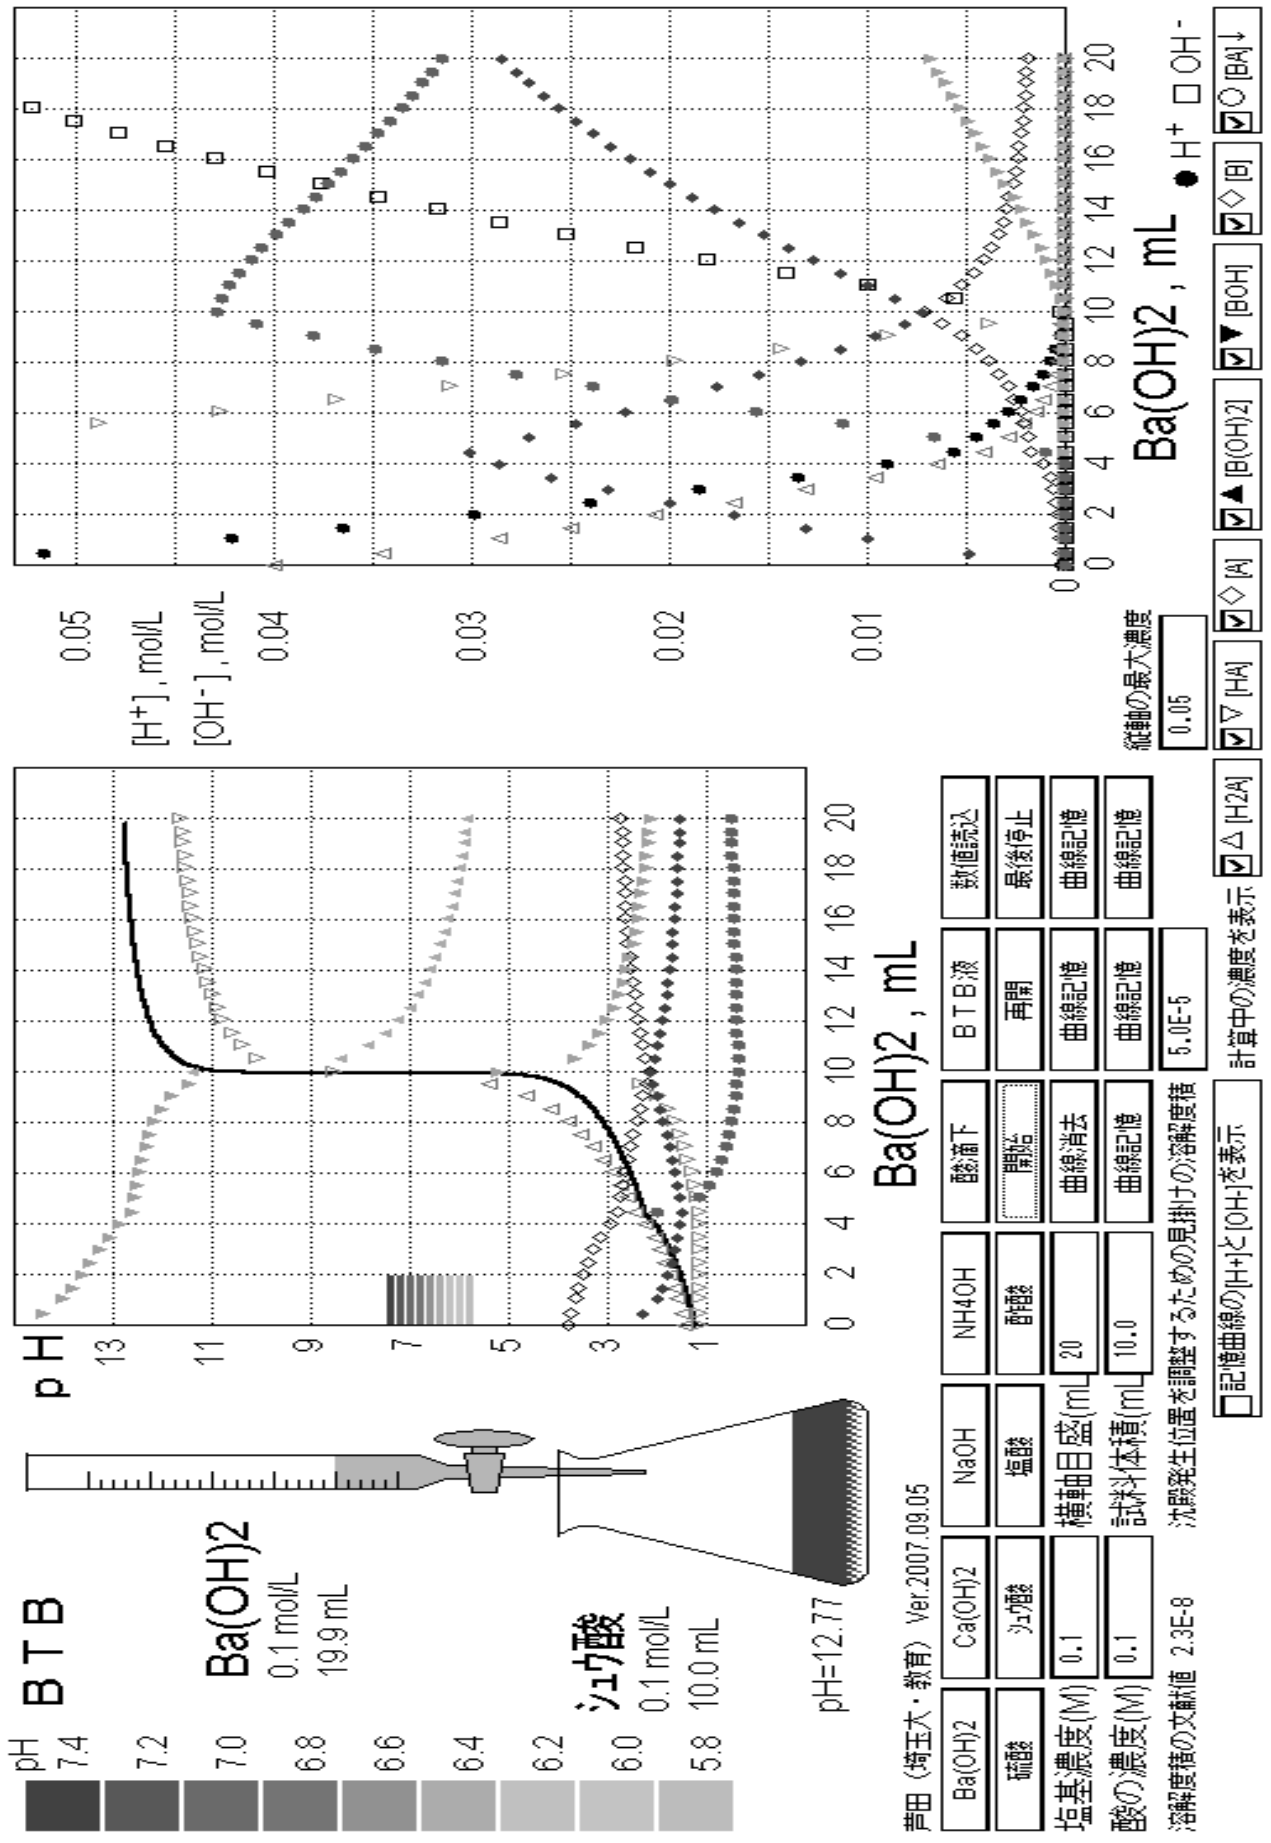 BTB
pH
7.4
7.2
7.0
6.8
6.6
6.4
6.2
6.0
5.8
Ba(OH)2
0.1 mol/L
19.9 mL
シュウ酸
0.1 mol/L
10.0 mL
pH=12.77
pH
13
11
9
7
5
3
1
0 2 4 6 8 10 12 14 16 18 20
Ba(OH)2 , mL
0.05
[H+] , mol/L
[OH-] , mol/L
0.04
0.03
0.02
0.01
0
0 2 4 6 8 10 12 14 16 18 20
Ba(OH)2 , mL
● H+ □ OH-
芦田（埼玉大・教育） Ver.2007.09.05
Ba(OH)2 Ca(OH)2 NaOH NH4OH 酸滴下 BTB液 数値読込
硫酸 シュウ酸 塩酸 酢酸 開始 再開 最後停止
塩基濃度(M) 0.1 横軸目盛(mL 20 曲線消去 曲線記憶 曲線記憶
酸の濃度(M) 0.1 試料体積(mL 10.0 曲線記憶 曲線記憶 曲線記憶
溶解度積の文献値 2.3E-8 沈殿発生位置を調整するための見掛けの溶解度積 5.0E-5
縦軸の最大濃度
0.05
記憶曲線の[H+]と[OH-]を表示 計算中の濃度を表示 △ [H2A] ▽ [HA] ◇ [A] ▲ [B(OH)2] ▼ [BOH] ◇ [B] ○ [BA]↓